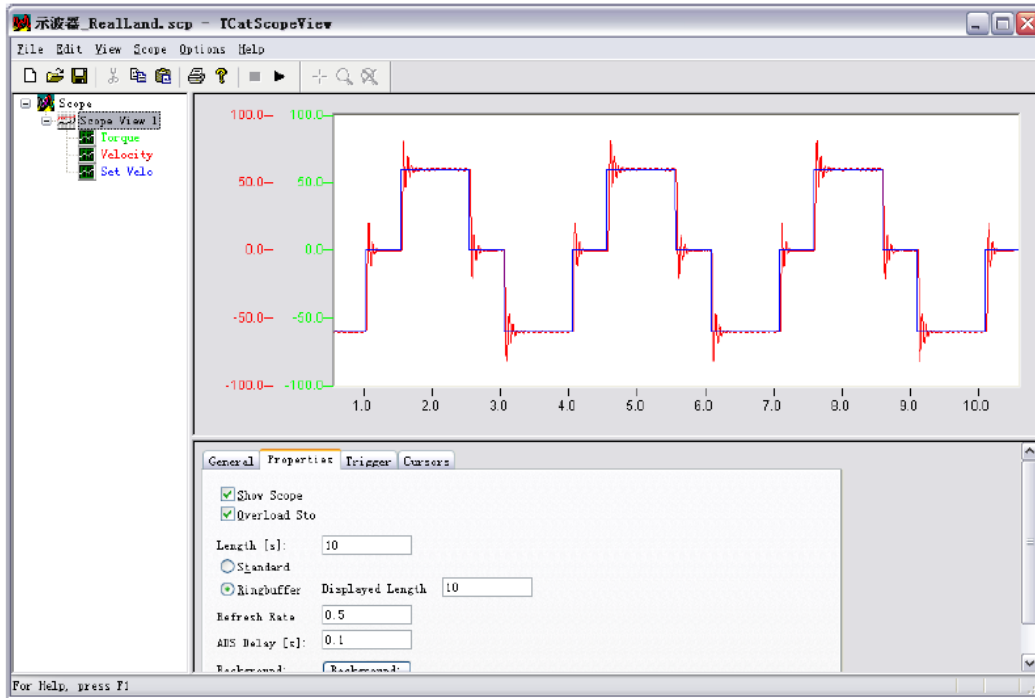 示波器_RealLand.scp - TCatScopeView
File Edit View Scope Options Help
Scope
Scope View 1
Torque
Velocity
Set Velo
100.0 100.0
50.0 50.0
0.0 0.0
-50.0 -50.0
-100.0 -100.0
1.0 2.0 3.0 4.0 5.0 6.0 7.0 8.0 9.0 10.0
General Properties Trigger Cursors
Show Scope
Overload Sto
Length [s]: 10
Standard
Ringbuffer Displayed Length 10
Refresh Rate 0.5
ADS Delay [s]: 0.1
Background: Background:
For Help, press F1